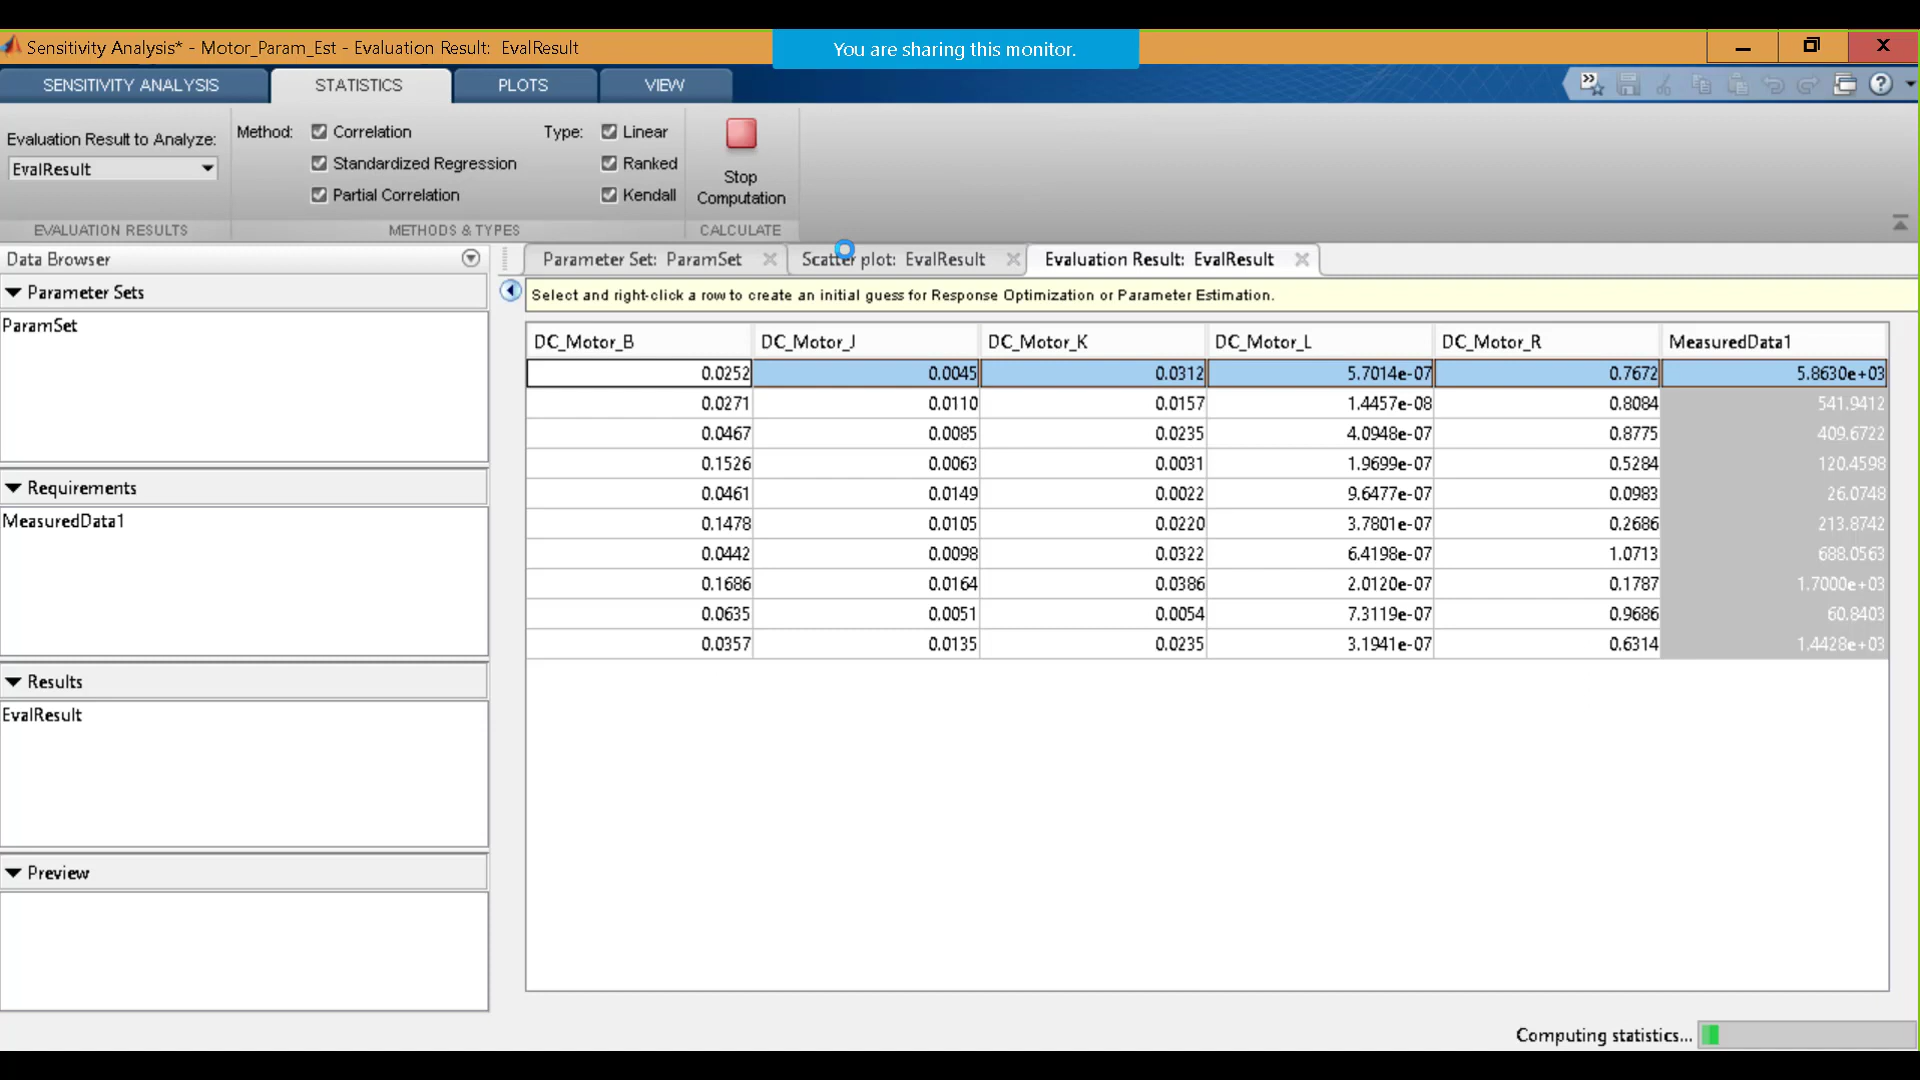 Sensitivity Analysis* - Motor_Param_Est - Evaluation Result: EvalResult
You are sharing this monitor.
SENSITIVITY ANALYSIS STATISTICS PLOTS VIEW
Evaluation Result to Analyze:
EvalResult
EVALUATION RESULTS
Method: Correlation
Standardized Regression
Partial Correlation
Type: Linear
Ranked
Kendall
METHODS & TYPES
Stop
Computation
CALCULATE
Data Browser
Parameter Sets
ParamSet
Requirements
MeasuredData1
Results
EvalResult
Preview
Parameter Set: ParamSet Scatter plot: EvalResult Evaluation Result: EvalResult
Select and right-click a row to create an initial guess for Response Optimization or Parameter Estimation.
DC_Motor_B DC_Motor_J DC_Motor_K DC_Motor_L DC_Motor_R MeasuredData1
0.0252 0.0045 0.0312 5.7014e-07 0.7672 5.8630e+03
0.0271 0.0110 0.0157 1.4457e-08 0.8084 541.9412
0.0467 0.0085 0.0235 4.0948e-07 0.8775 409.6722
0.1526 0.0063 0.0031 1.9699e-07 0.5284 120.4598
0.0461 0.0149 0.0022 9.6477e-07 0.0983 26.0748
0.1478 0.0105 0.0220 3.7801e-07 0.2686 213.8742
0.0442 0.0098 0.0322 6.4198e-07 1.0713 688.0563
0.1686 0.0164 0.0386 2.0120e-07 0.1787 1.7000e+03
0.0635 0.0051 0.0054 7.3119e-07 0.9686 60.8403
0.0357 0.0135 0.0235 3.1941e-07 0.6314 1.4428e+03
Computing statistics...